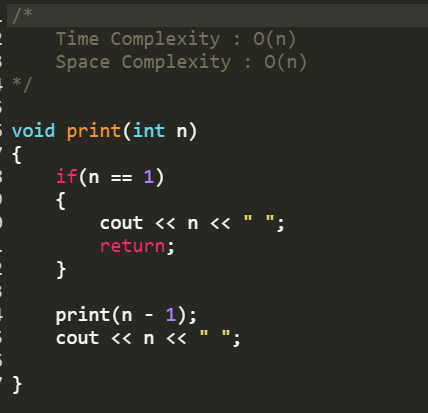 /*
    Time Complexity : O(n)
    Space Complexity : O(n)
*/
void print(int n)
{
    if(n == 1)
    {
        cout << n << " ";
        return;
    }
    print(n - 1);
    cout << n << " ";
}